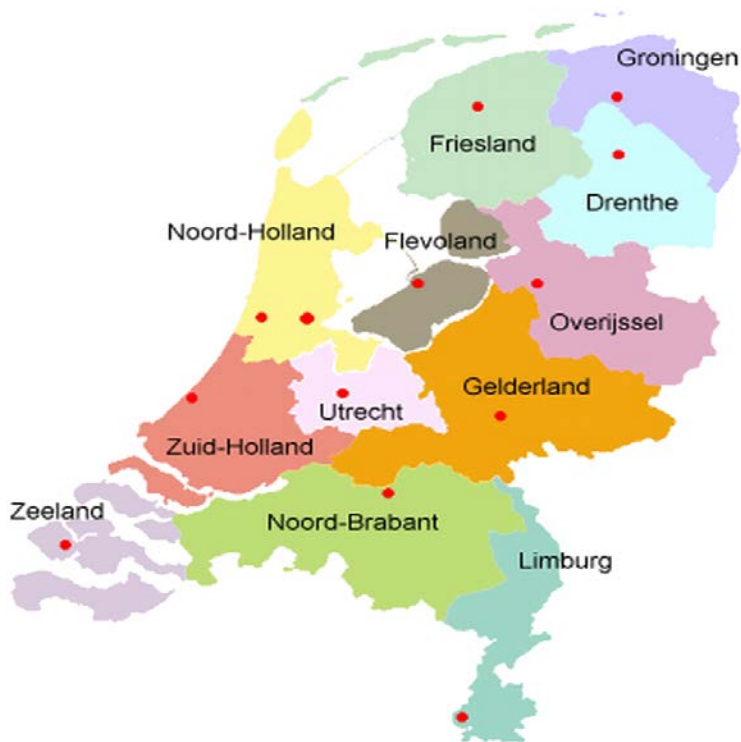 Groningen
Friesland
Drenthe
Noord-Holland
Flevoland
Overijssel
Gelderland
Utrecht
Zuid-Holland
Zeeland
Noord-Brabant
Limburg